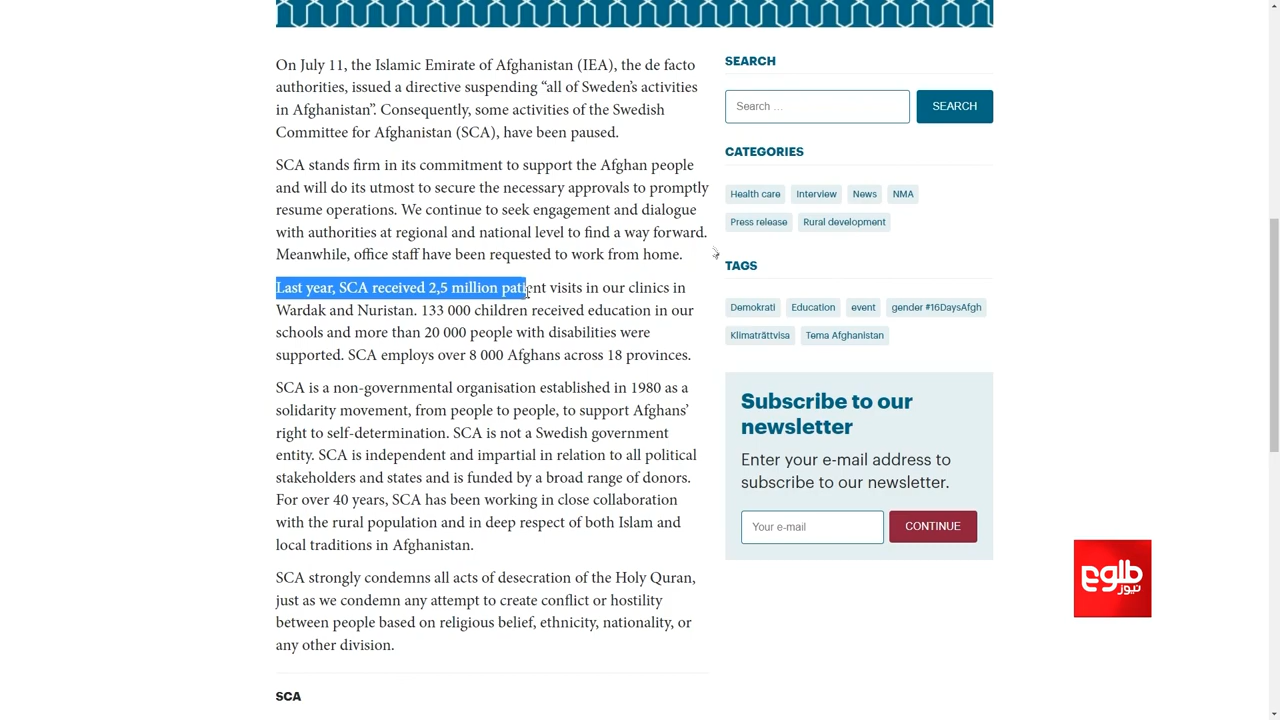 On July 11, the Islamic Emirate of Afghanistan (IEA), the de facto
authorities, issued a directive suspending “all of Sweden’s activities
in Afghanistan”. Consequently, some activities of the Swedish
Committee for Afghanistan (SCA), have been paused.
SCA stands firm in its commitment to support the Afghan people
and will do its utmost to secure the necessary approvals to promptly
resume operations. We continue to seek engagement and dialogue
with authorities at regional and national level to find a way forward.
Meanwhile, office staff have been requested to work from home.
Last year, SCA received 2,5 million patient visits in our clinics in
Wardak and Nuristan. 133 000 children received education in our
schools and more than 20 000 people with disabilities were
supported. SCA employs over 8 000 Afghans across 18 provinces.
SCA is a non-governmental organisation established in 1980 as a
solidarity movement, from people to people, to support Afghans’
right to self-determination. SCA is not a Swedish government
entity. SCA is independent and impartial in relation to all political
stakeholders and states and is funded by a broad range of donors.
For over 40 years, SCA has been working in close collaboration
with the rural population and in deep respect of both Islam and
local traditions in Afghanistan.
SCA strongly condemns all acts of desecration of the Holy Quran,
just as we condemn any attempt to create conflict or hostility
between people based on religious belief, ethnicity, nationality, or
any other division.
SCA
SEARCH
Search …
SEARCH
CATEGORIES
Health care Interview News NMA
Press release Rural development
TAGS
Demokrati Education event gender #16DaysAfgh
Klimaträttvisa Tema Afghanistan
Subscribe to our
newsletter
Enter your e-mail address to
subscribe to our newsletter.
Your e-mail
CONTINUE
طلوع
نیوز